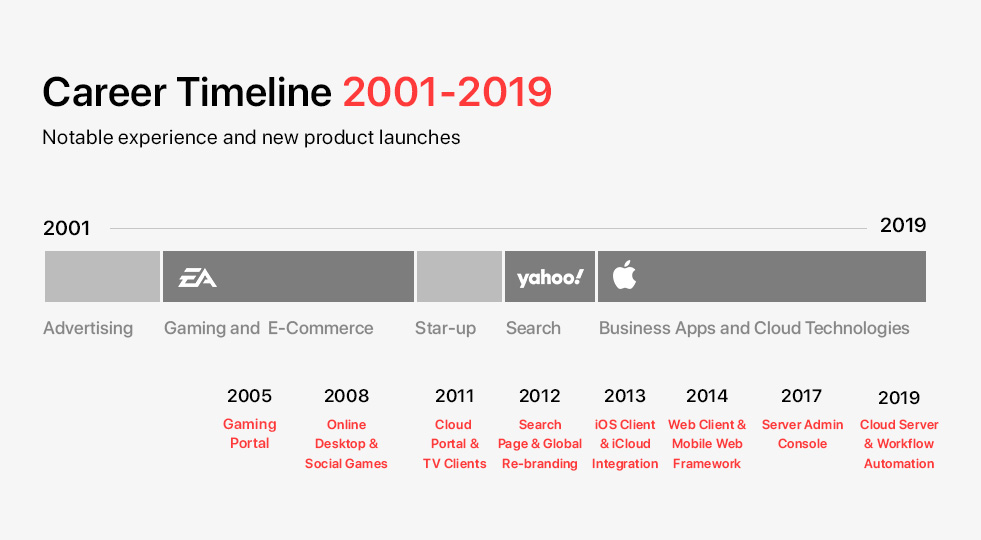 Career Timeline 2001-2019
Notable experience and new product launches
2001
2019
EA
yahoo!
Advertising
Gaming and E-Commerce
Star-up
Search
Business Apps and Cloud Technologies
2005
Gaming
Portal
2008
Online
Desktop &
Social Games
2011
Cloud
Portal &
TV Clients
2012
Search
Page & Global
Re-branding
2013
iOS Client
& iCloud
Integration
2014
Web Client &
Mobile Web
Framework
2017
Server Admin
Console
2019
Cloud Server
& Workflow
Automation